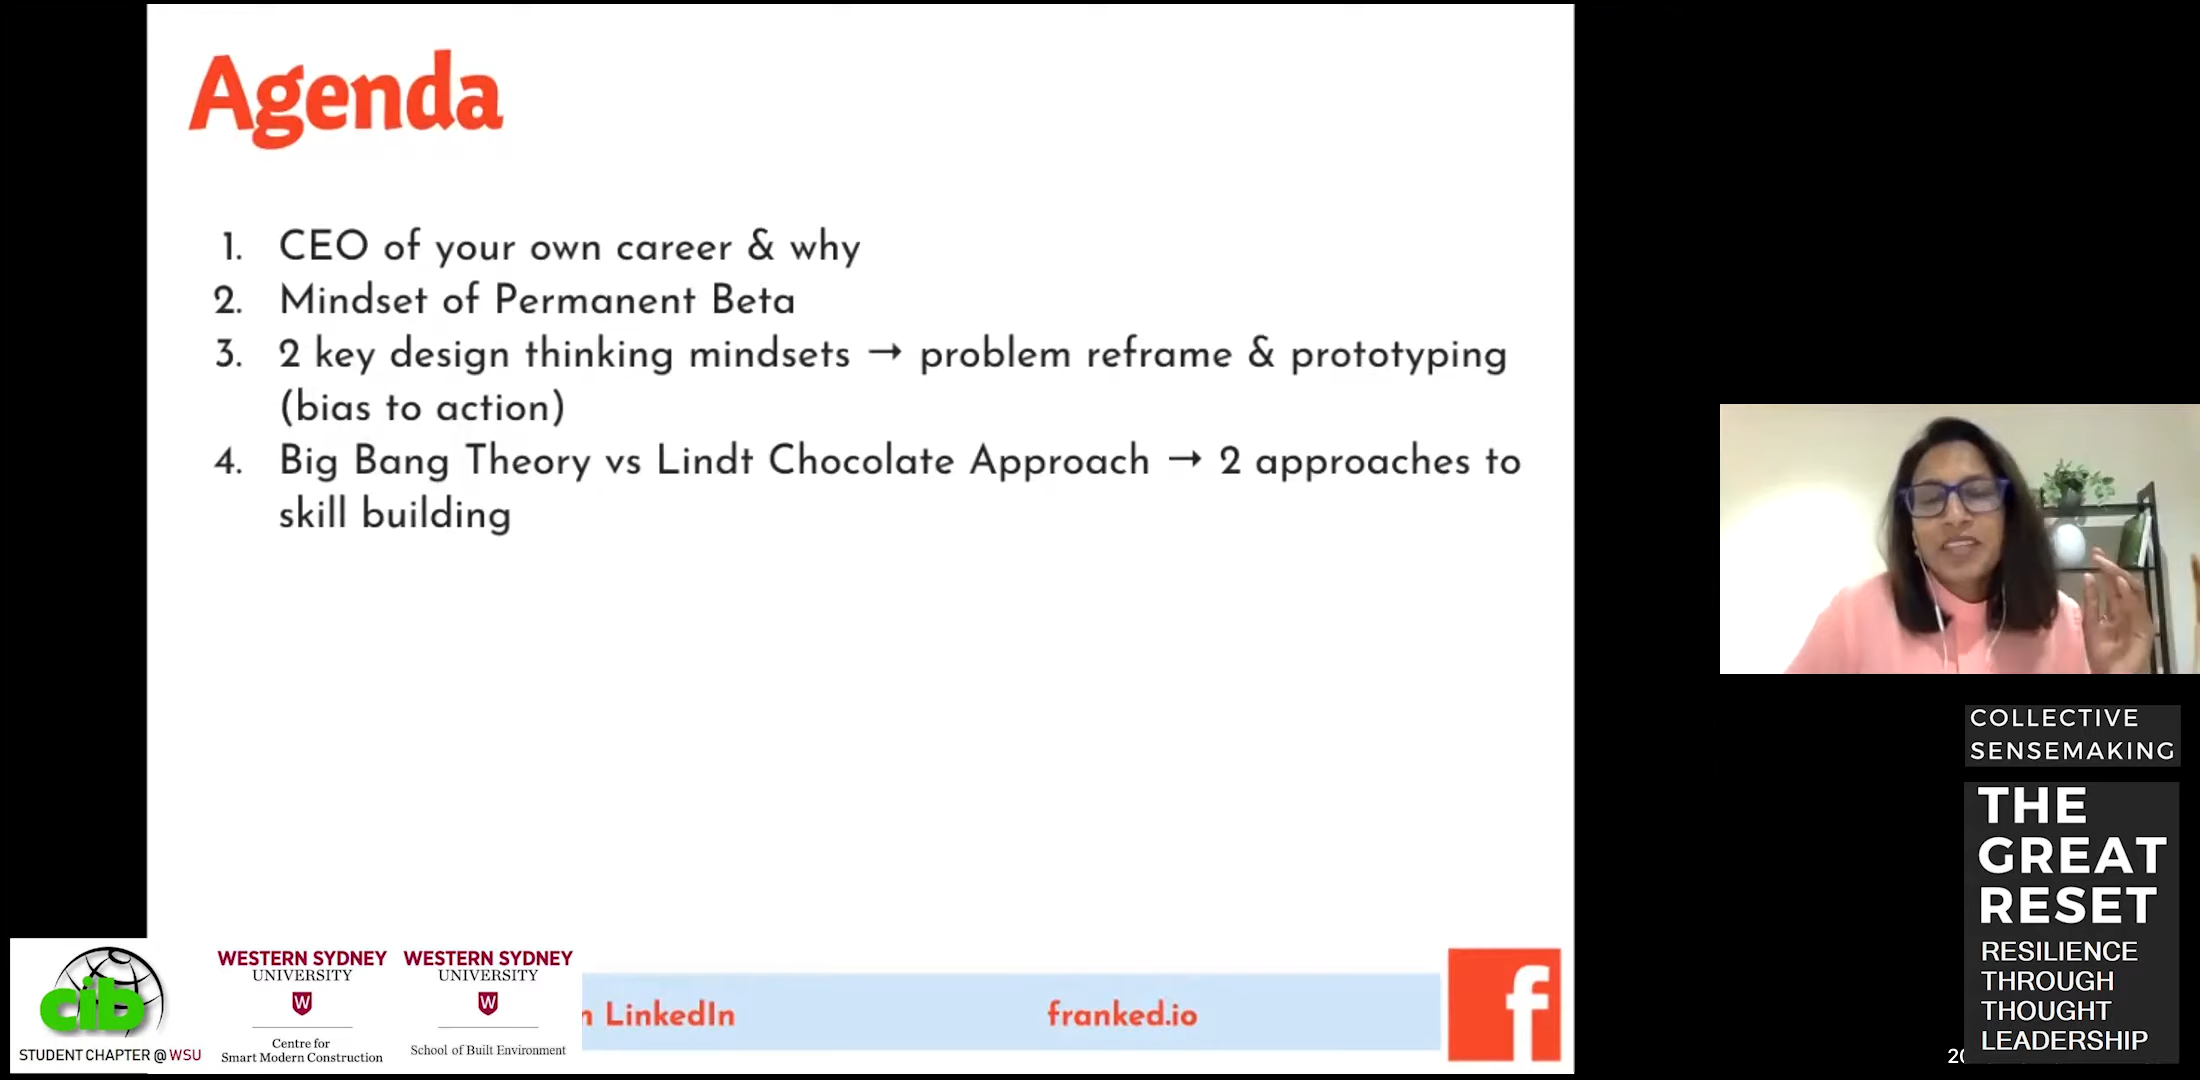 Agenda
1. CEO of your own career & why
2. Mindset of Permanent Beta
3. 2 key design thinking mindsets → problem reframe & prototyping
(bias to action)
4. Big Bang Theory vs Lindt Chocolate Approach → 2 approaches to
skill building
COLLECTIVE
SENSEMAKING
THE
GREAT
RESET
RESILIENCE
THROUGH
THOUGHT
LEADERSHIP
cib
STUDENT CHAPTER @ WSU
WESTERN SYDNEY
UNIVERSITY
W
Centre for
Smart Modern Construction
WESTERN SYDNEY
UNIVERSITY
W
School of Built Environment
LinkedIn
franked.io
f